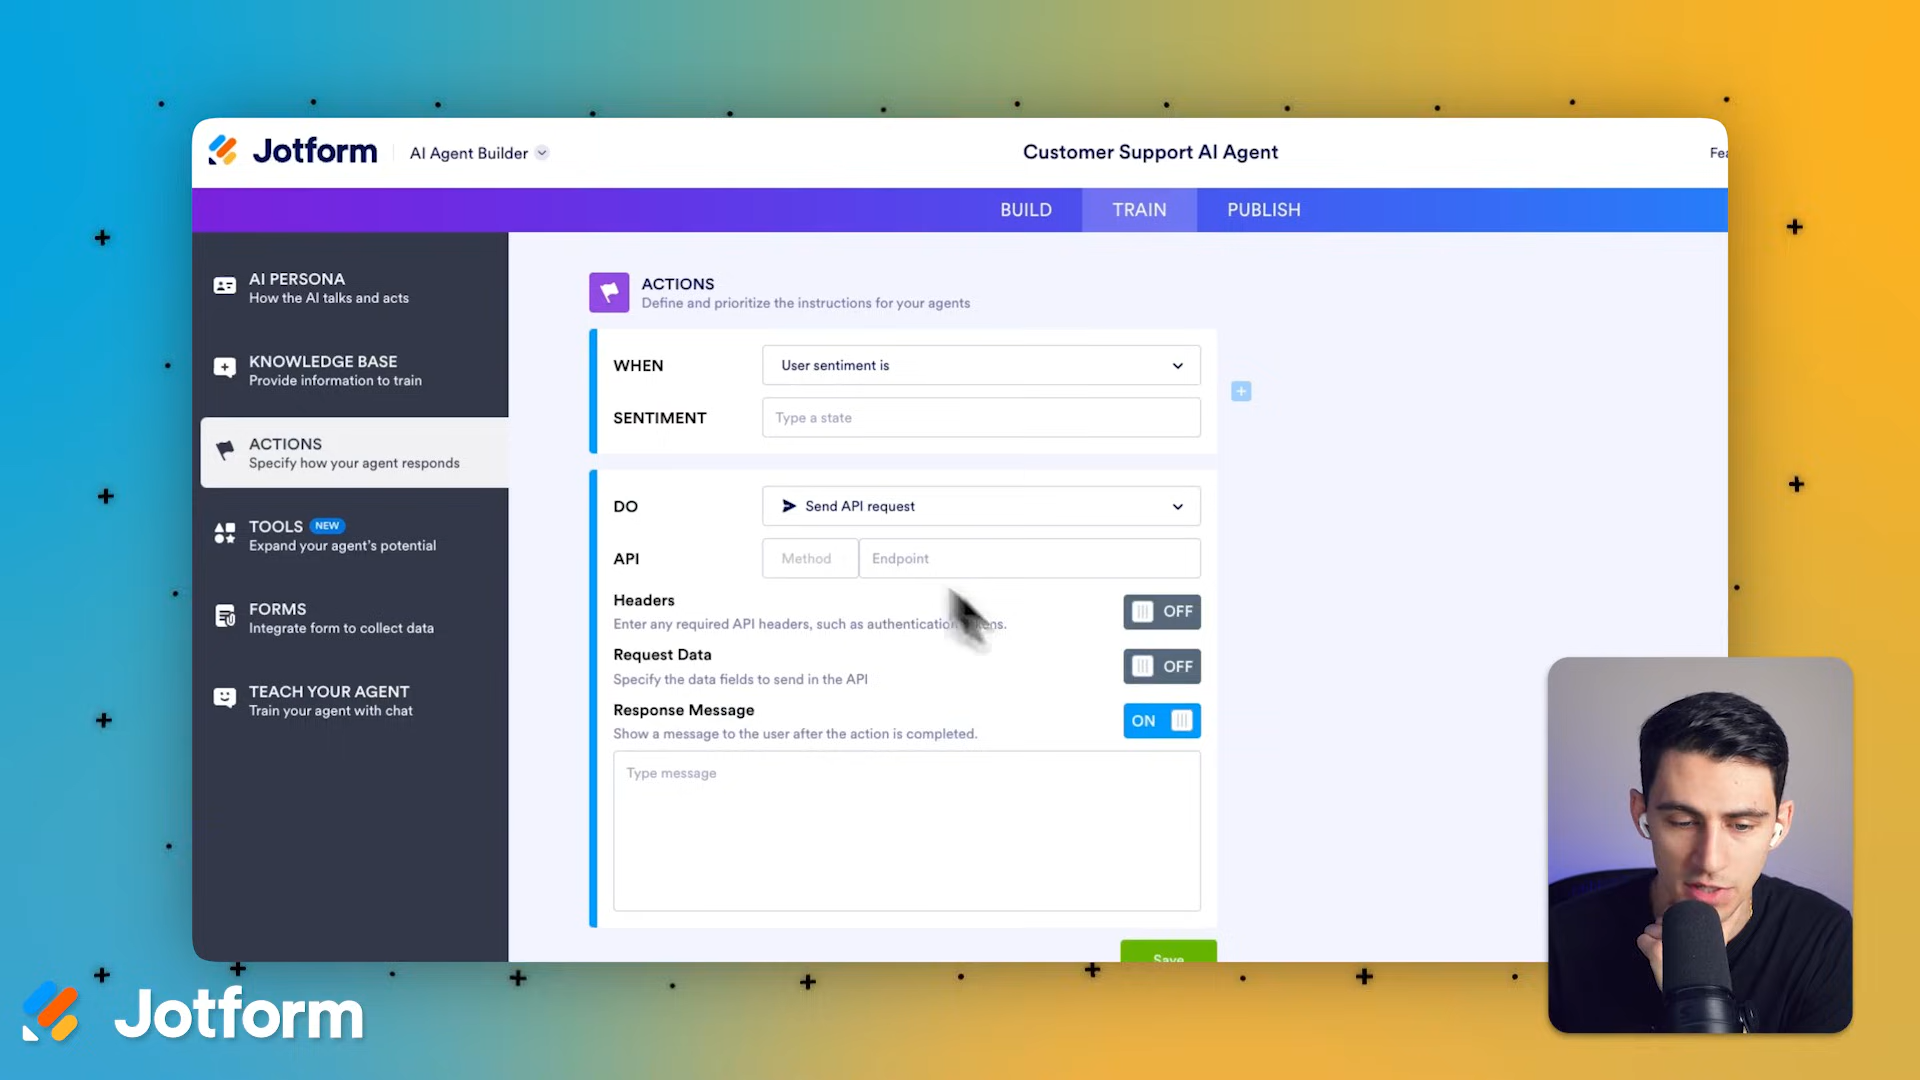 Jotform
AI Agent Builder
Customer Support AI Agent
BUILD
TRAIN
PUBLISH
AI PERSONA
How the AI talks and acts
KNOWLEDGE BASE
Provide information to train
ACTIONS
Specify how your agent responds
TOOLS NEW
Expand your agent's potential
FORMS
Integrate form to collect data
TEACH YOUR AGENT
Train your agent with chat
ACTIONS
Define and prioritize the instructions for your agents
WHEN
User sentiment is
SENTIMENT
Type a state
DO
Send API request
API
Method
Endpoint
Headers
Enter any required API headers, such as authentication
OFF
Request Data
Specify the data fields to send in the API
OFF
Response Message
Show a message to the user after the action is completed.
ON
Type message
Save
Jotform